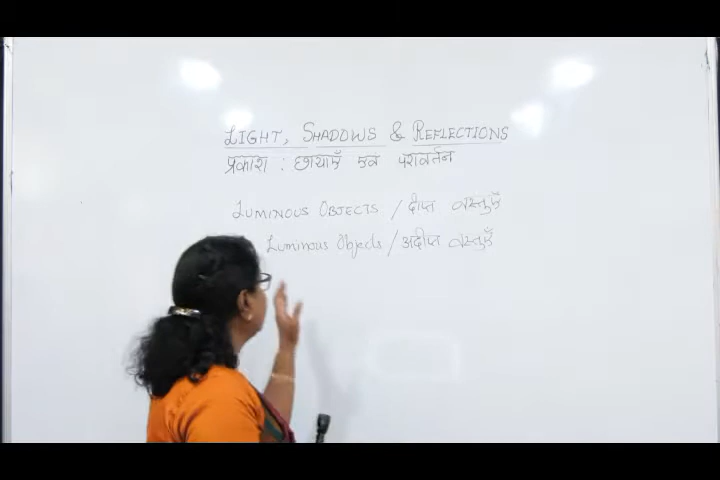 LIGHT, SHADOWS & REFLECTIONS
प्रकाश : छायाएँ एवं परावर्तन
LUMINOUS OBJECTS / दीप्त वस्तुएँ
Luminous Objects / अदीप्त वस्तुएँ